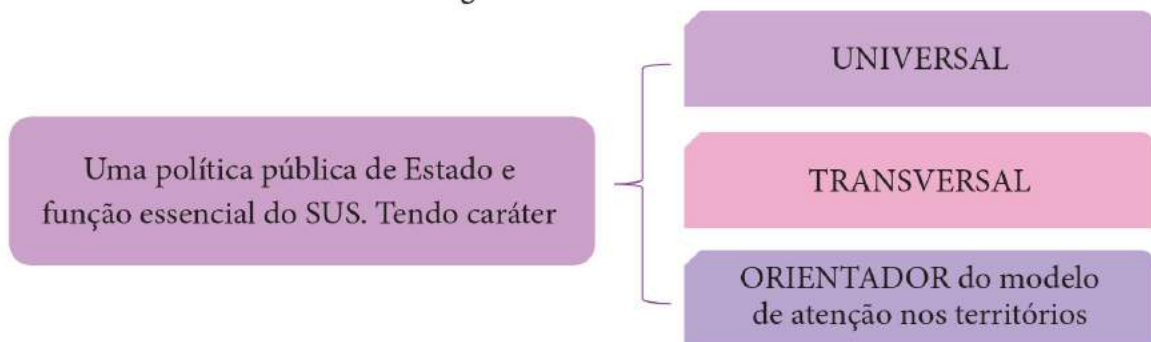 Uma política pública de Estado e
função essencial do SUS. Tendo caráter
UNIVERSAL
TRANSVERSAL
ORIENTADOR do modelo
de atenção nos territórios